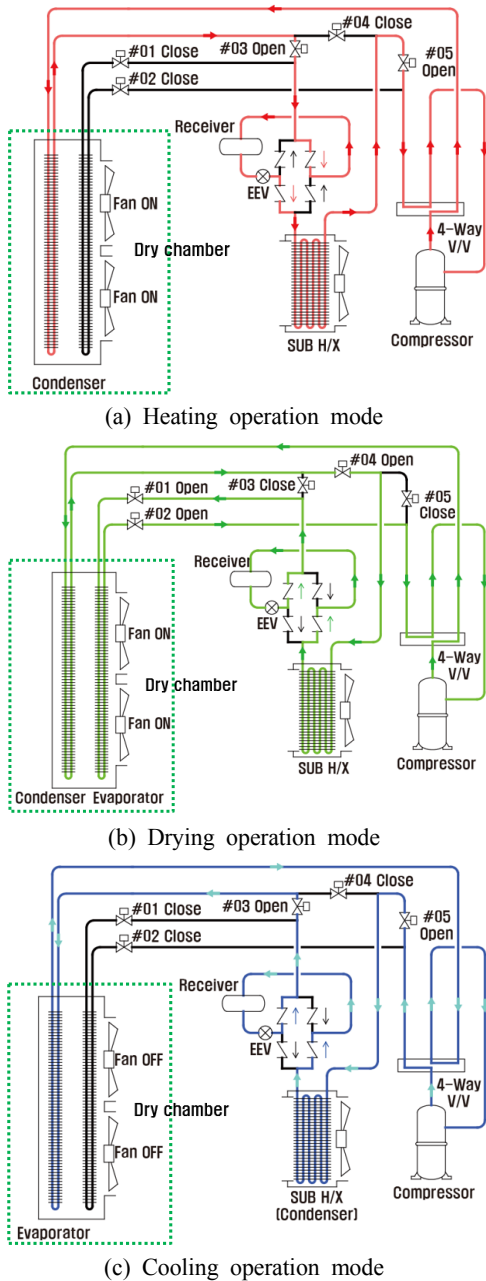 #04 Close
#01 Close
#03 Open
#05
Open
#02 Close
Receiver
EEV
Fan ON
Dry chamber
Fan ON
4-Way
V/V
SUB H/X
Compressor
Condenser
(a) Heating operation mode
#04 Open
#01 Open
#03 Close
#05
Close
#02 Open
Receiver
EEV
Fan ON
Dry chamber
Fan ON
4-Way
V/V
SUB H/X
Compressor
Condenser Evaporator
(b) Drying operation mode
#04 Close
#01 Close
#03 Open
#05
Open
#02 Close
Receiver
EEV
Fan OFF
Dry chamber
Fan OFF
4-Way
V/V
SUB H/X
(Condenser)
Compressor
Evaporator
(c) Cooling operation mode